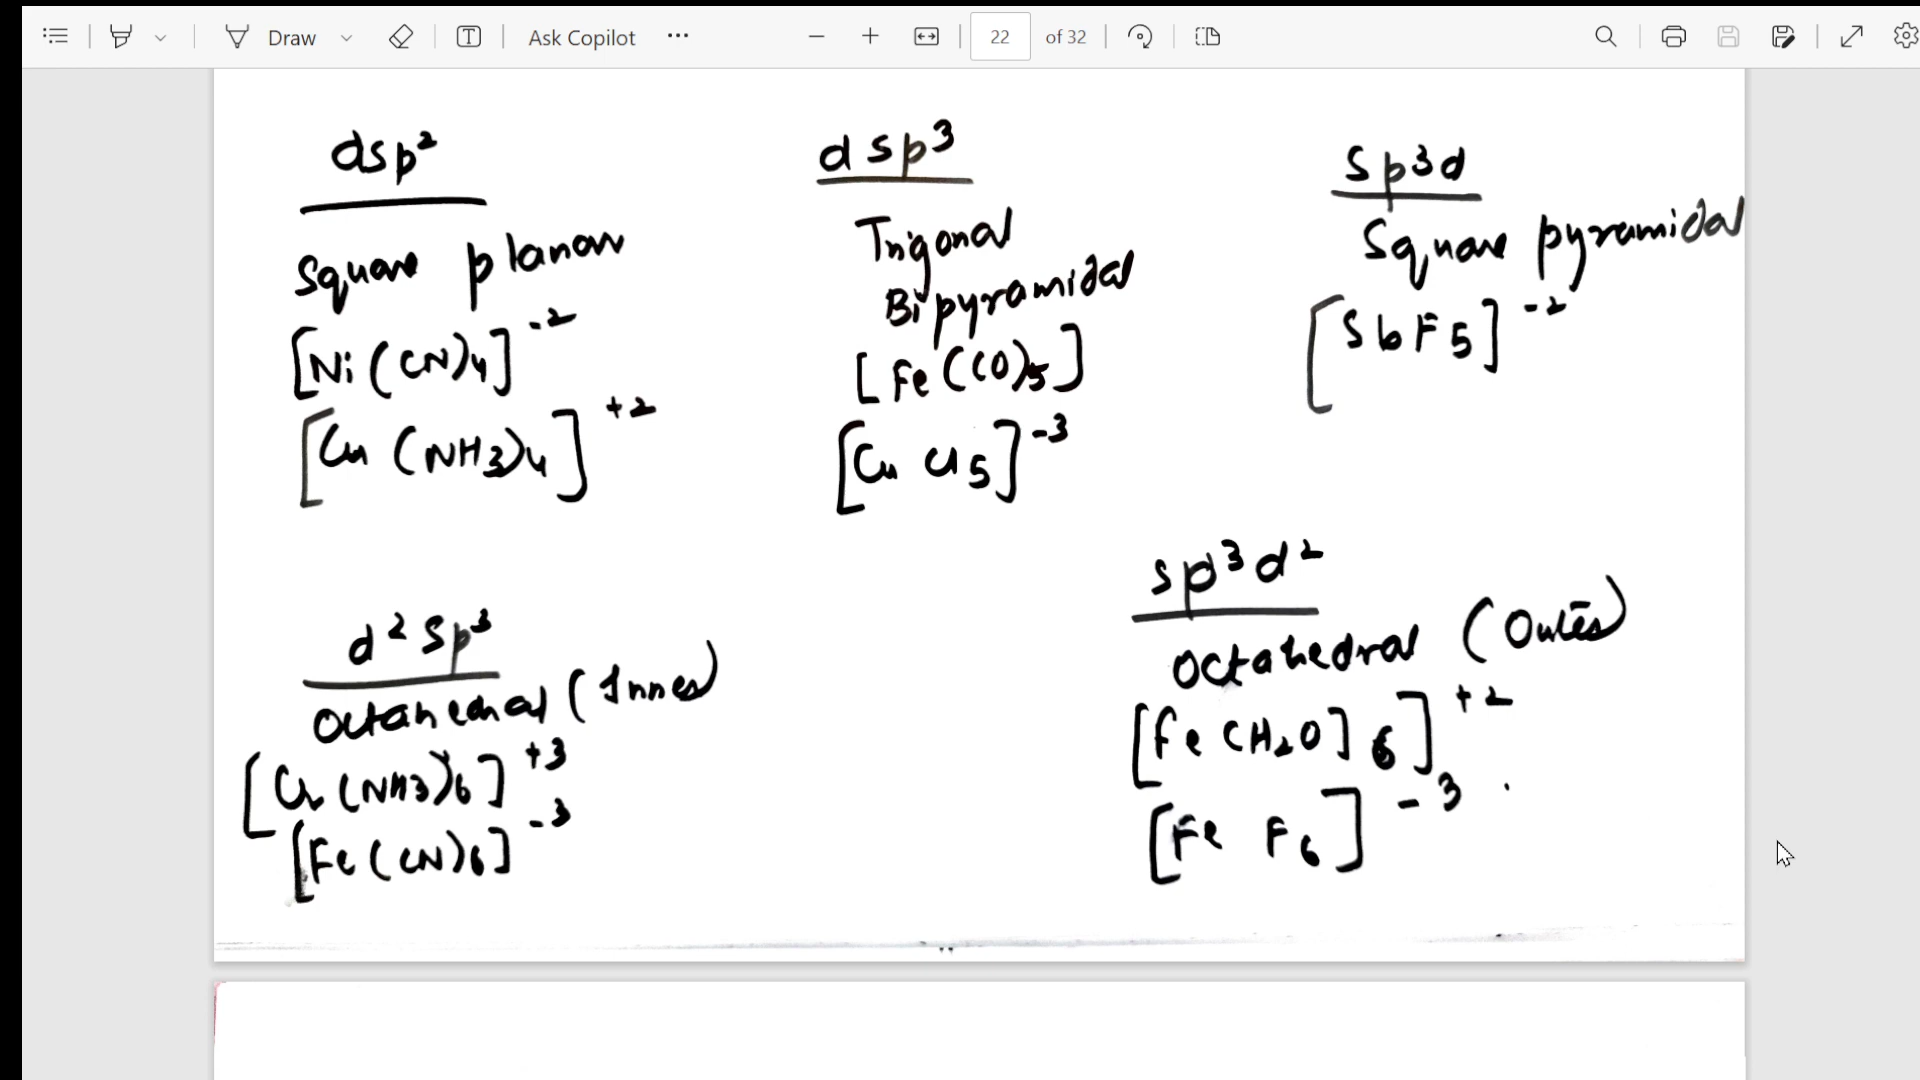 Draw
Ask Copilot
22 of 32
dsp²
Square planar
[Ni(CN)4]⁻²
[Cu(NH3)4]⁺²
dsp³
Trigonal
Bipyramidal
[Fe(CO)5]
[Cu Cl5]⁻³
Sp³d
Square pyramidal
[SbF5]⁻²
d²sp³
Octahedral (Inner)
[Cr(NH3)6]⁺³
[Fe(CN)6]⁻³
sp³d²
Octahedral (Outer)
[Fe(H₂O]6]⁺²
[Fe F6]⁻³